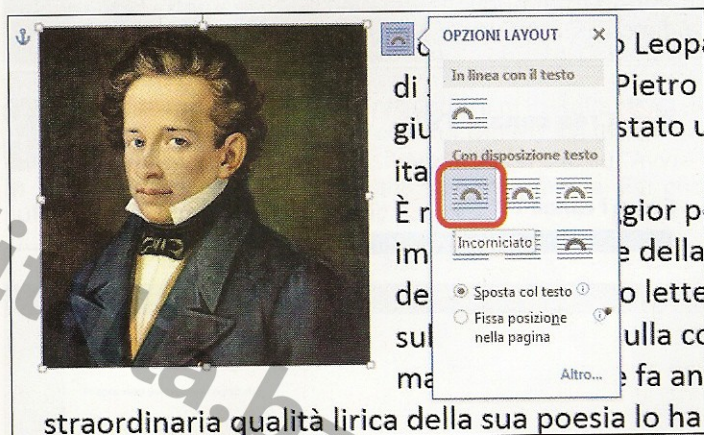 OPZIONI LAYOUT
In linea con il testo
Con disposizione testo
Incorniciato
Sposta col testo
Fissa posizione
nella pagina
Altro...
Leop
di Pietro
giu stato u
ita
È r ggior p
im e della
de o lette
sul ulla co
ma e fa an
straordinaria qualità lirica della sua poesia lo ha